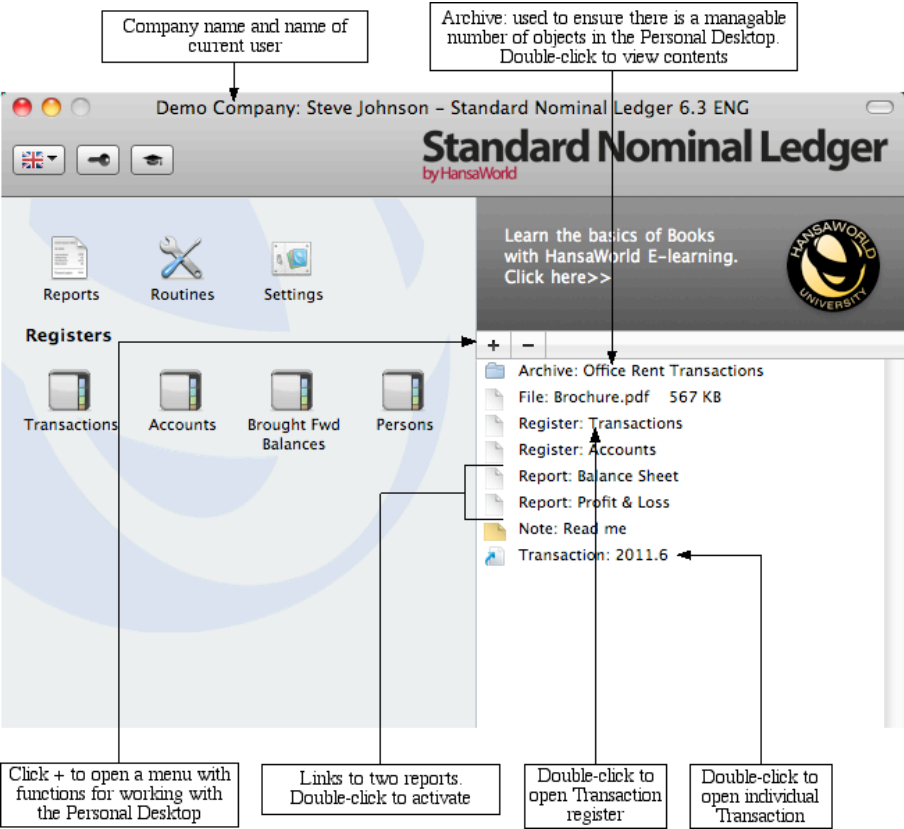 Company name and name of
current user
Archive: used to ensure there is a managable
number of objects in the Personal Desktop.
Double-click to view contents
Demo Company: Steve Johnson – Standard Nominal Ledger 6.3 ENG
Standard Nominal Ledger
by HansaWorld
Learn the basics of Books
with HansaWorld E-learning.
Click here>>
HANSAWORLD
UNIVERSITY
Reports
Routines
Settings
Registers
Transactions
Accounts
Brought Fwd
Balances
Persons
+ −
Archive: Office Rent Transactions
File: Brochure.pdf 567 KB
Register: Transactions
Register: Accounts
Report: Balance Sheet
Report: Profit & Loss
Note: Read me
Transaction: 2011.6
Click + to open a menu with
functions for working with
the Personal Desktop
Links to two reports.
Double-click to activate
Double-click to
open Transaction
register
Double-click to
open individual
Transaction